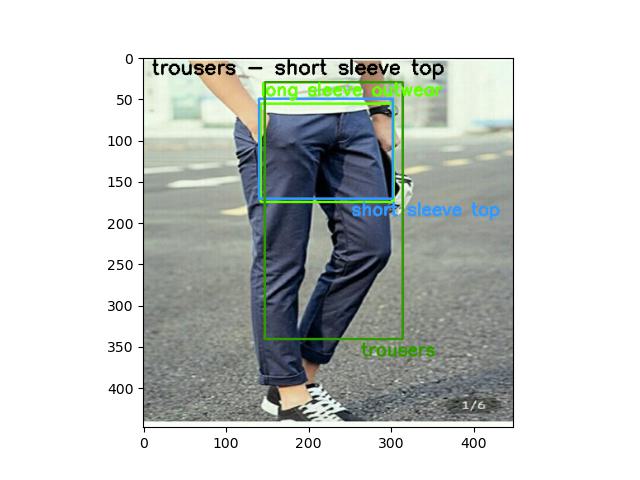 0
50
100
150
200
250
300
350
400
0 100 200 300 400
trousers - short sleeve top
long sleeve outwear
short sleeve top
trousers
1/6